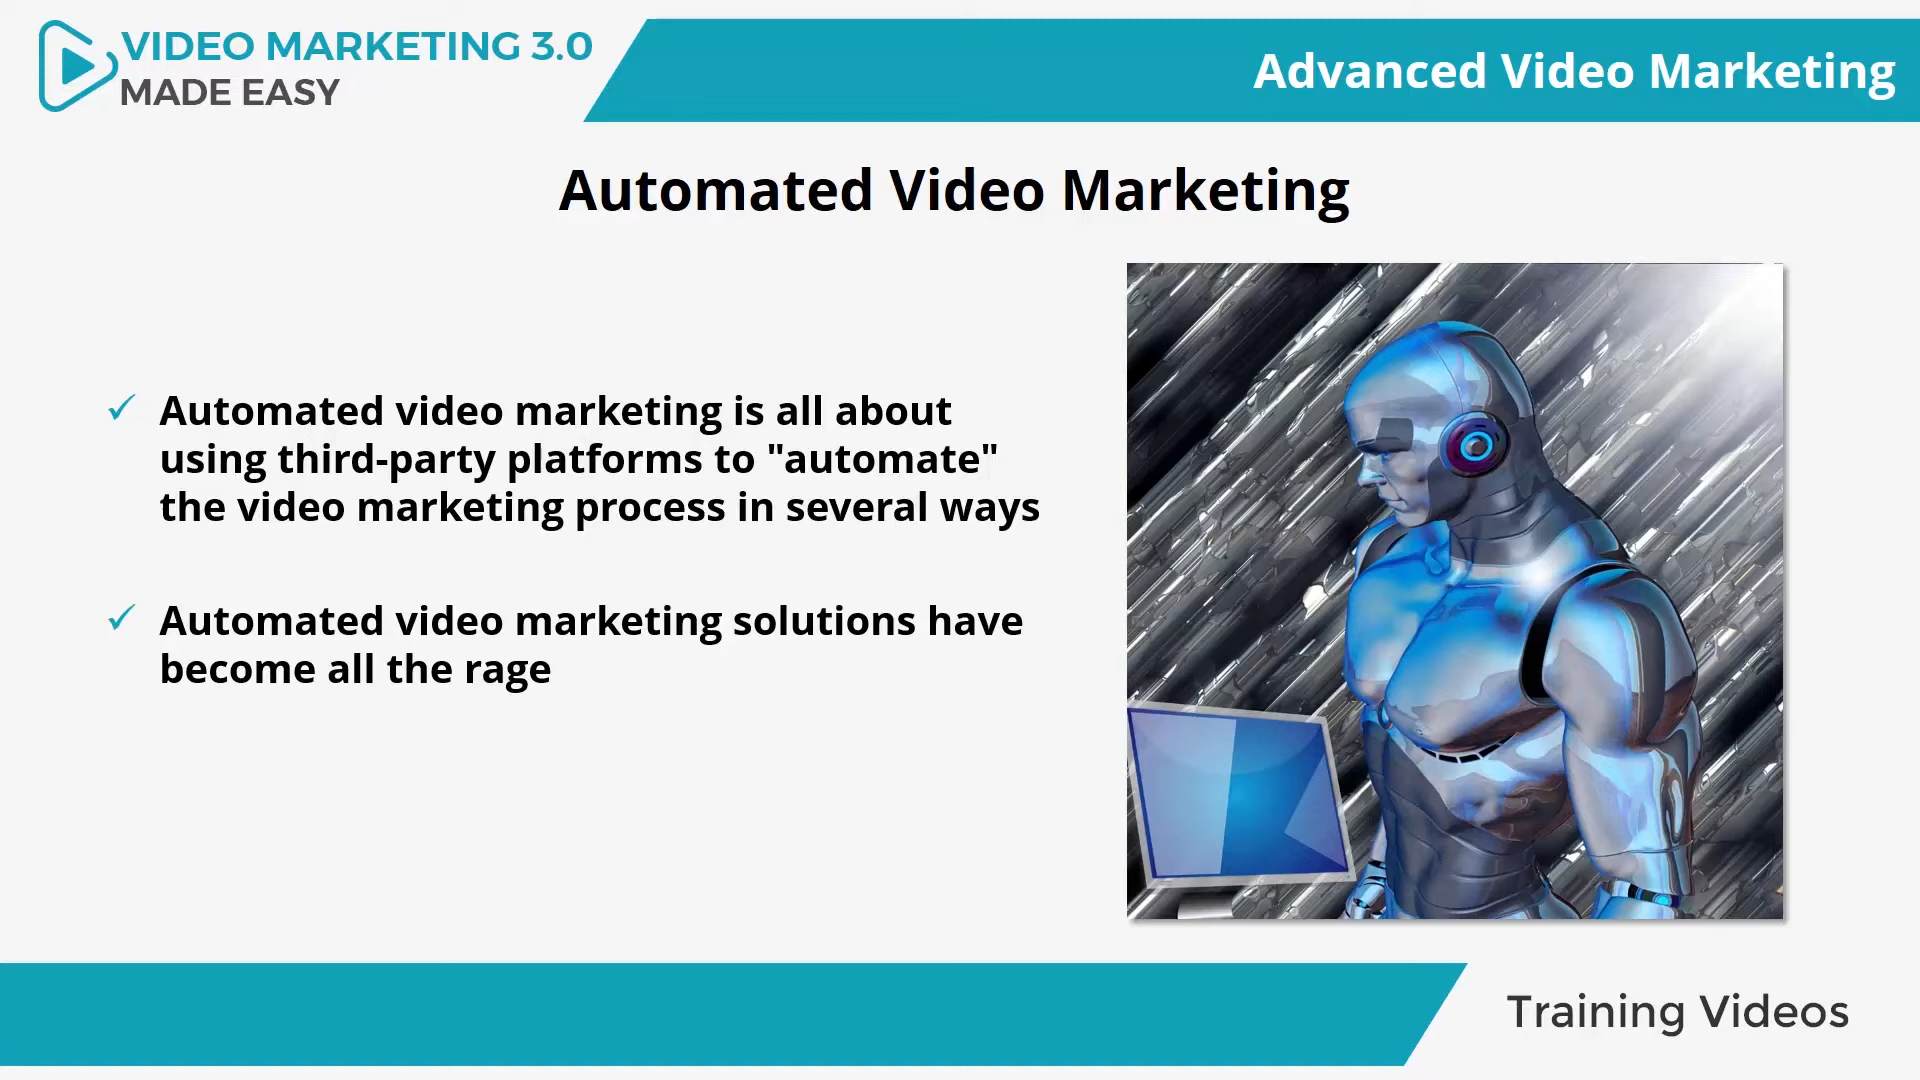 VIDEO MARKETING 3.0
MADE EASY
Advanced Video Marketing
Automated Video Marketing
Automated video marketing is all about
using third-party platforms to "automate"
the video marketing process in several ways
Automated video marketing solutions have
become all the rage
Training Videos